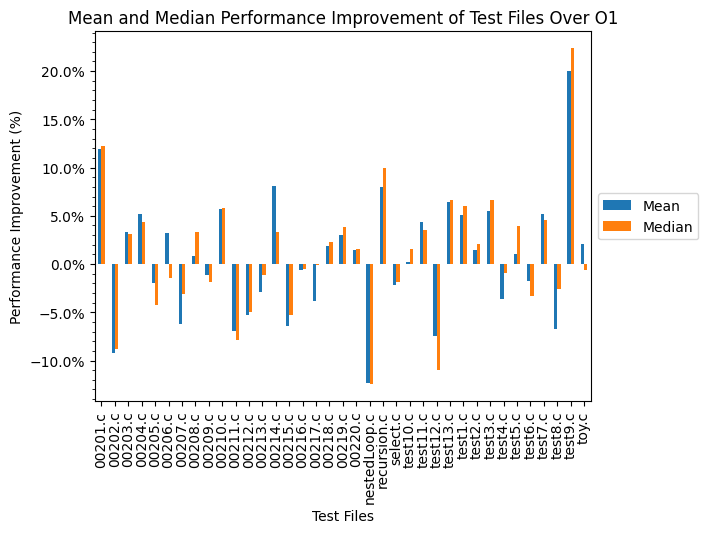 Mean and Median Performance Improvement of Test Files Over O1
Performance Improvement (%)
20.0%
15.0%
10.0%
5.0%
0.0%
−5.0%
−10.0%
Mean
Median
00201.c
00202.c
00203.c
00204.c
00205.c
00206.c
00207.c
00208.c
00209.c
00210.c
00211.c
00212.c
00213.c
00214.c
00215.c
00216.c
00217.c
00218.c
00219.c
00220.c
nestedLoop.c
recursion.c
select.c
test10.c
test11.c
test12.c
test13.c
test1.c
test2.c
test3.c
test4.c
test5.c
test6.c
test7.c
test8.c
test9.c
toy.c
Test Files